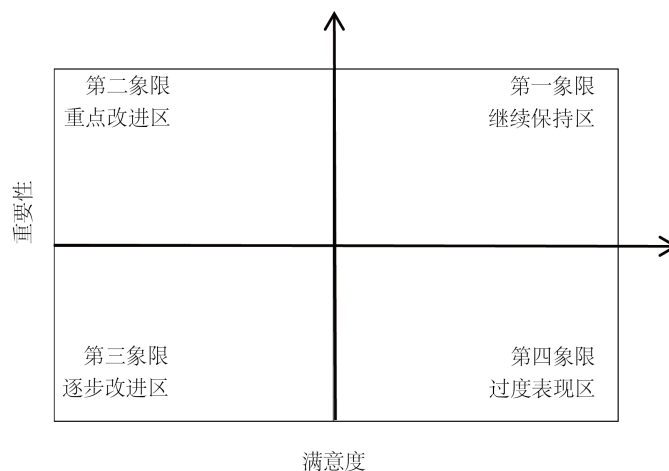 第二象限
重点改进区
第一象限
继续保持区
重要性
第三象限
逐步改进区
第四象限
过度表现区
满意度